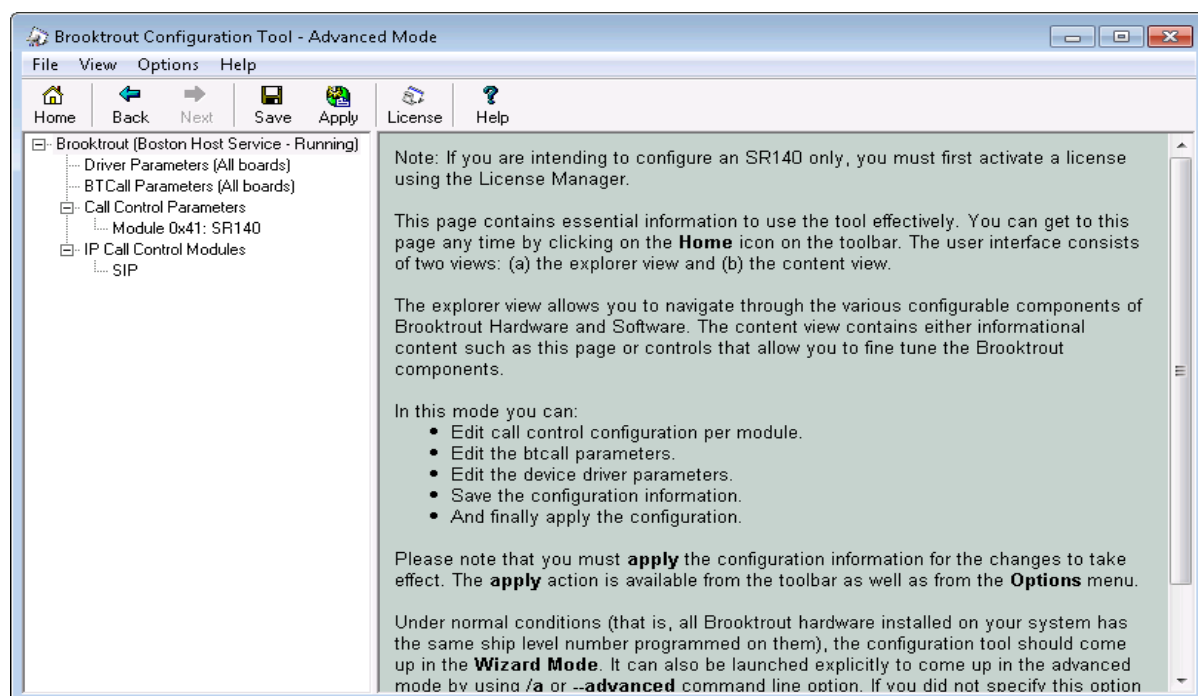 Brooktrout Configuration Tool - Advanced Mode
File View Options Help
Home Back Next Save Apply License Help
Brooktrout (Boston Host Service - Running)
Driver Parameters (All boards)
BTCall Parameters (All boards)
Call Control Parameters
Module 0x41: SR140
IP Call Control Modules
SIP
Note: If you are intending to configure an SR140 only, you must first activate a license
using the License Manager.
This page contains essential information to use the tool effectively. You can get to this
page any time by clicking on the Home icon on the toolbar. The user interface consists
of two views: (a) the explorer view and (b) the content view.
The explorer view allows you to navigate through the various configurable components of
Brooktrout Hardware and Software. The content view contains either informational
content such as this page or controls that allow you to fine tune the Brooktrout
components.
In this mode you can:
• Edit call control configuration per module.
• Edit the btcall parameters.
• Edit the device driver parameters.
• Save the configuration information.
• And finally apply the configuration.
Please note that you must apply the configuration information for the changes to take
effect. The apply action is available from the toolbar as well as from the Options menu.
Under normal conditions (that is, all Brooktrout hardware installed on your system has
the same ship level number programmed on them), the configuration tool should come
up in the Wizard Mode. It can also be launched explicitly to come up in the advanced
mode by using /a or --advanced command line option. If you did not specify this option